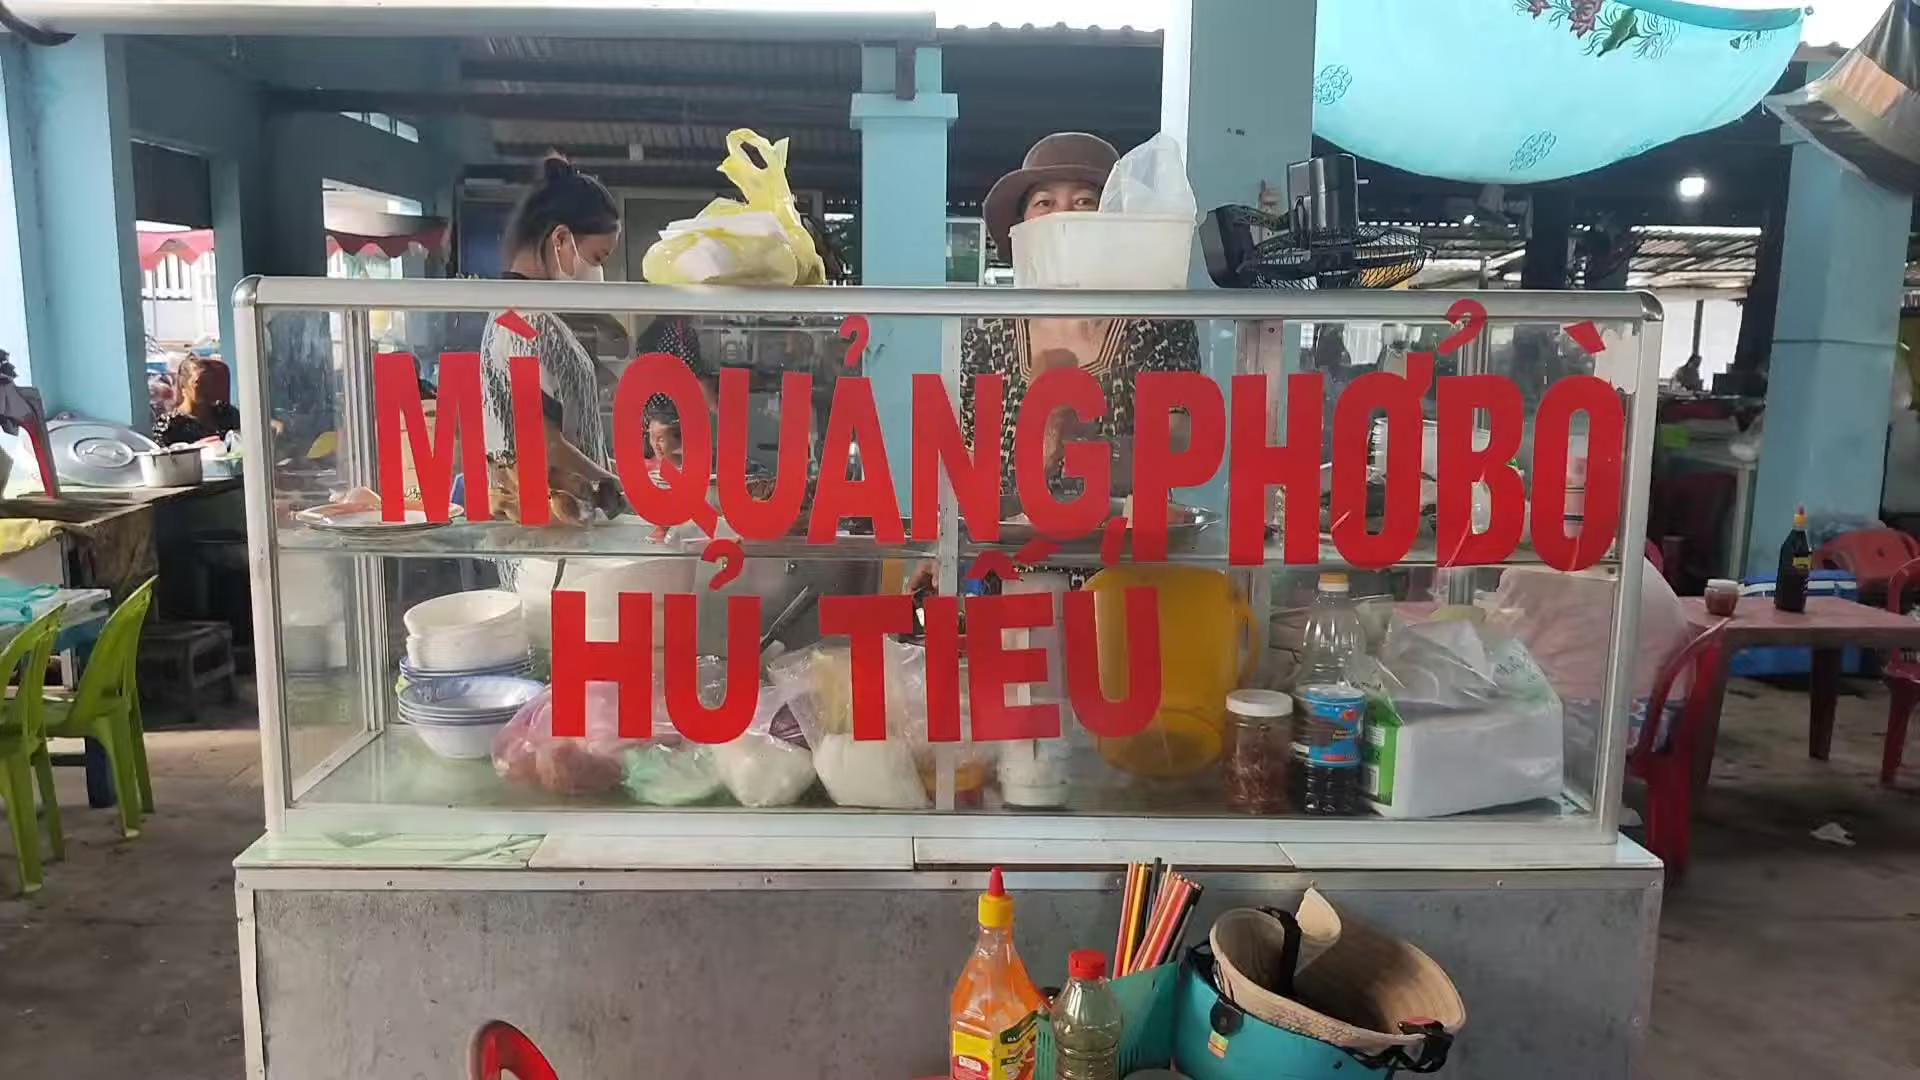 MÌ QUẢNG, PHỞ BÒ
HỦ TIẾU